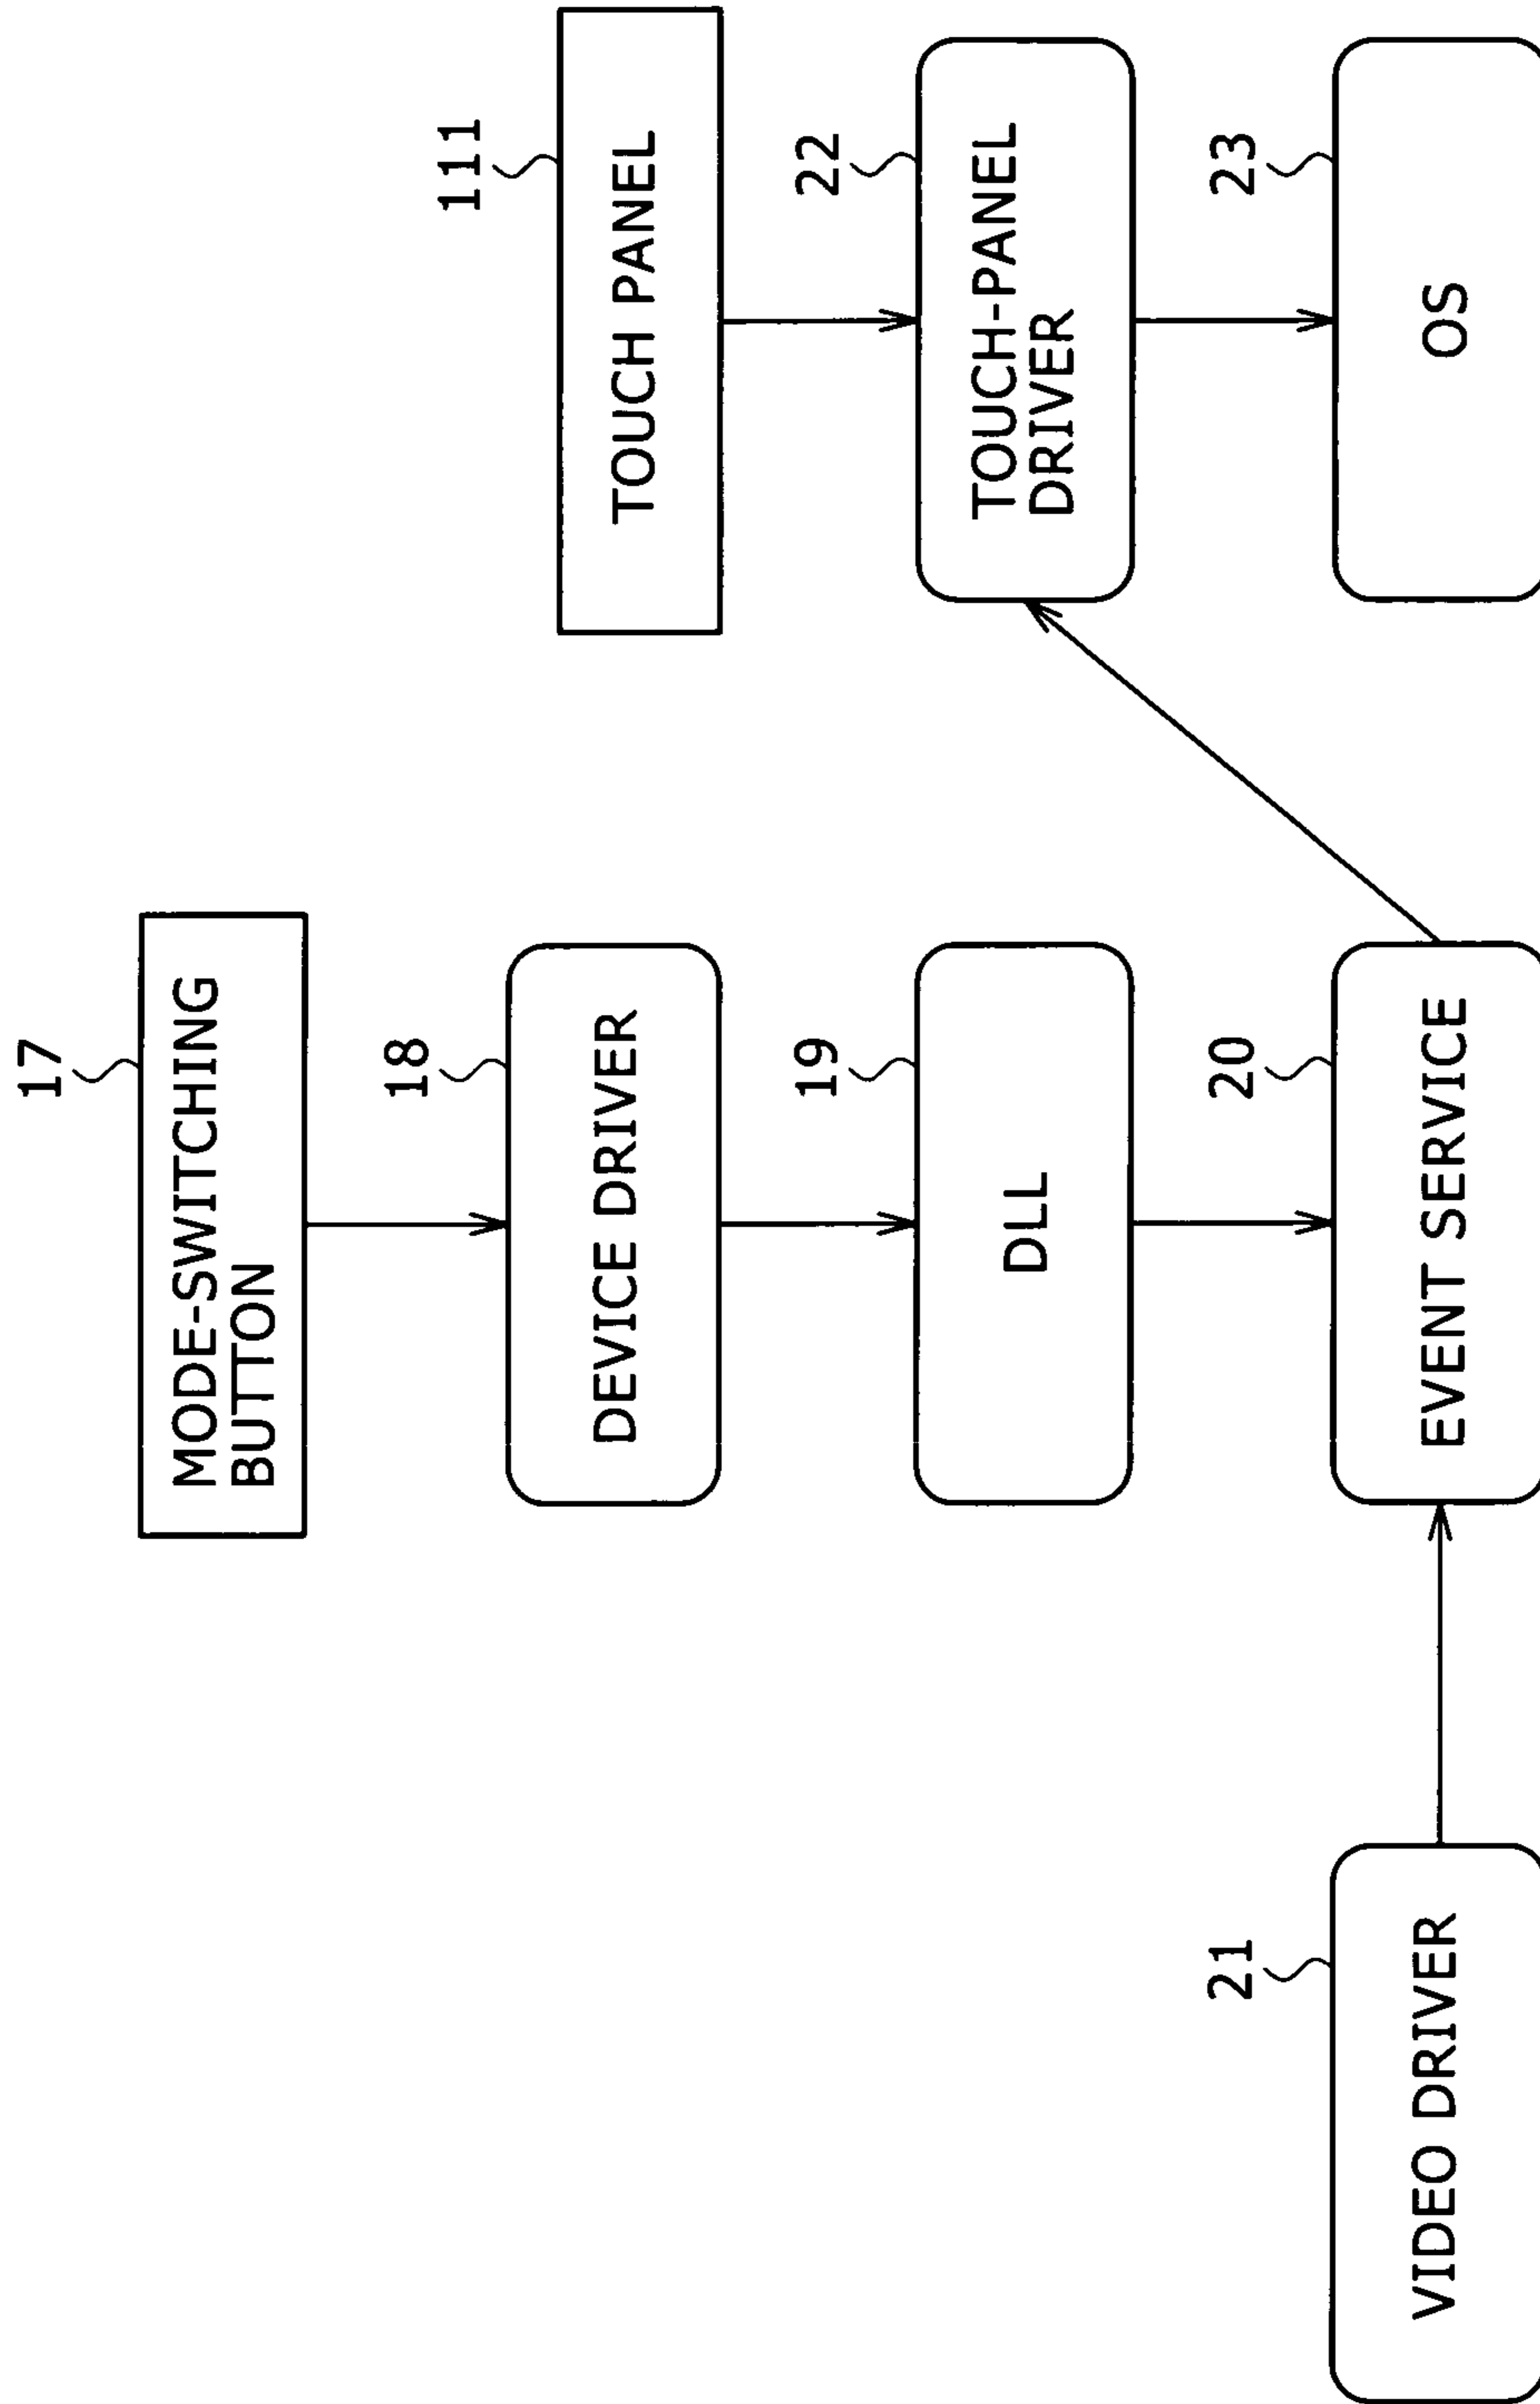 17
MODE-SWITCHING
BUTTON
111
TOUCH PANEL
18
DEVICE DRIVER
19
DLL
22
TOUCH-PANEL
DRIVER
21
VIDEO DRIVER
20
EVENT SERVICE
23
OS